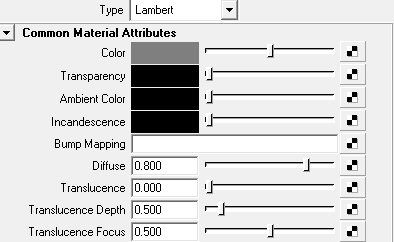 Type Lambert
Common Material Attributes
Color
Transparency
Ambient Color
Incandescence
Bump Mapping
Diffuse 0.800
Translucence 0.000
Translucence Depth 0.500
Translucence Focus 0.500